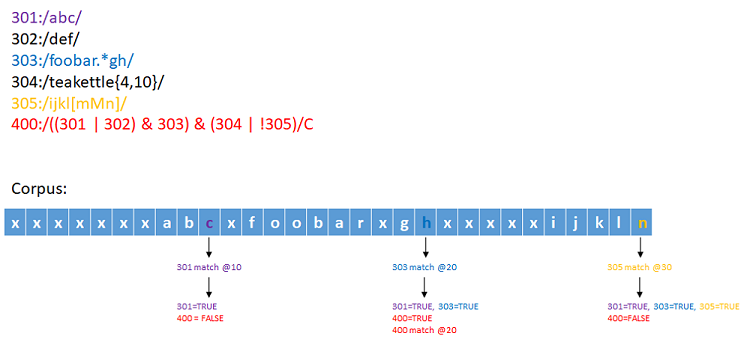 301:/abc/
302:/def/
303:/foobar.*gh/
304:/teakettle{4,10}/
305:/ijkl[mMn]/
400:/((301 | 302) & 303) & (304 | !305)/C
Corpus:
x x x x x x x a b c x f o o b a r x g h x x x x x i j k l n
301 match @10 303 match @20 305 match @30
301=TRUE 301=TRUE, 303=TRUE 301=TRUE, 303=TRUE, 305=TRUE
400 = FALSE 400=TRUE 400=FALSE
400 match @20